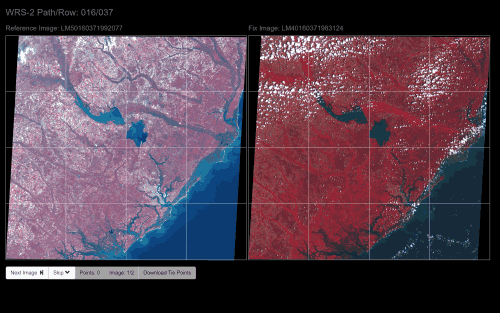 WRS-2 Path/Row: 016/037
Reference Image: LM50160371992077
Fix Image: LM40160371983124
Next Image
Skip
Points: 0
Image: 1/2
Download Tie Points